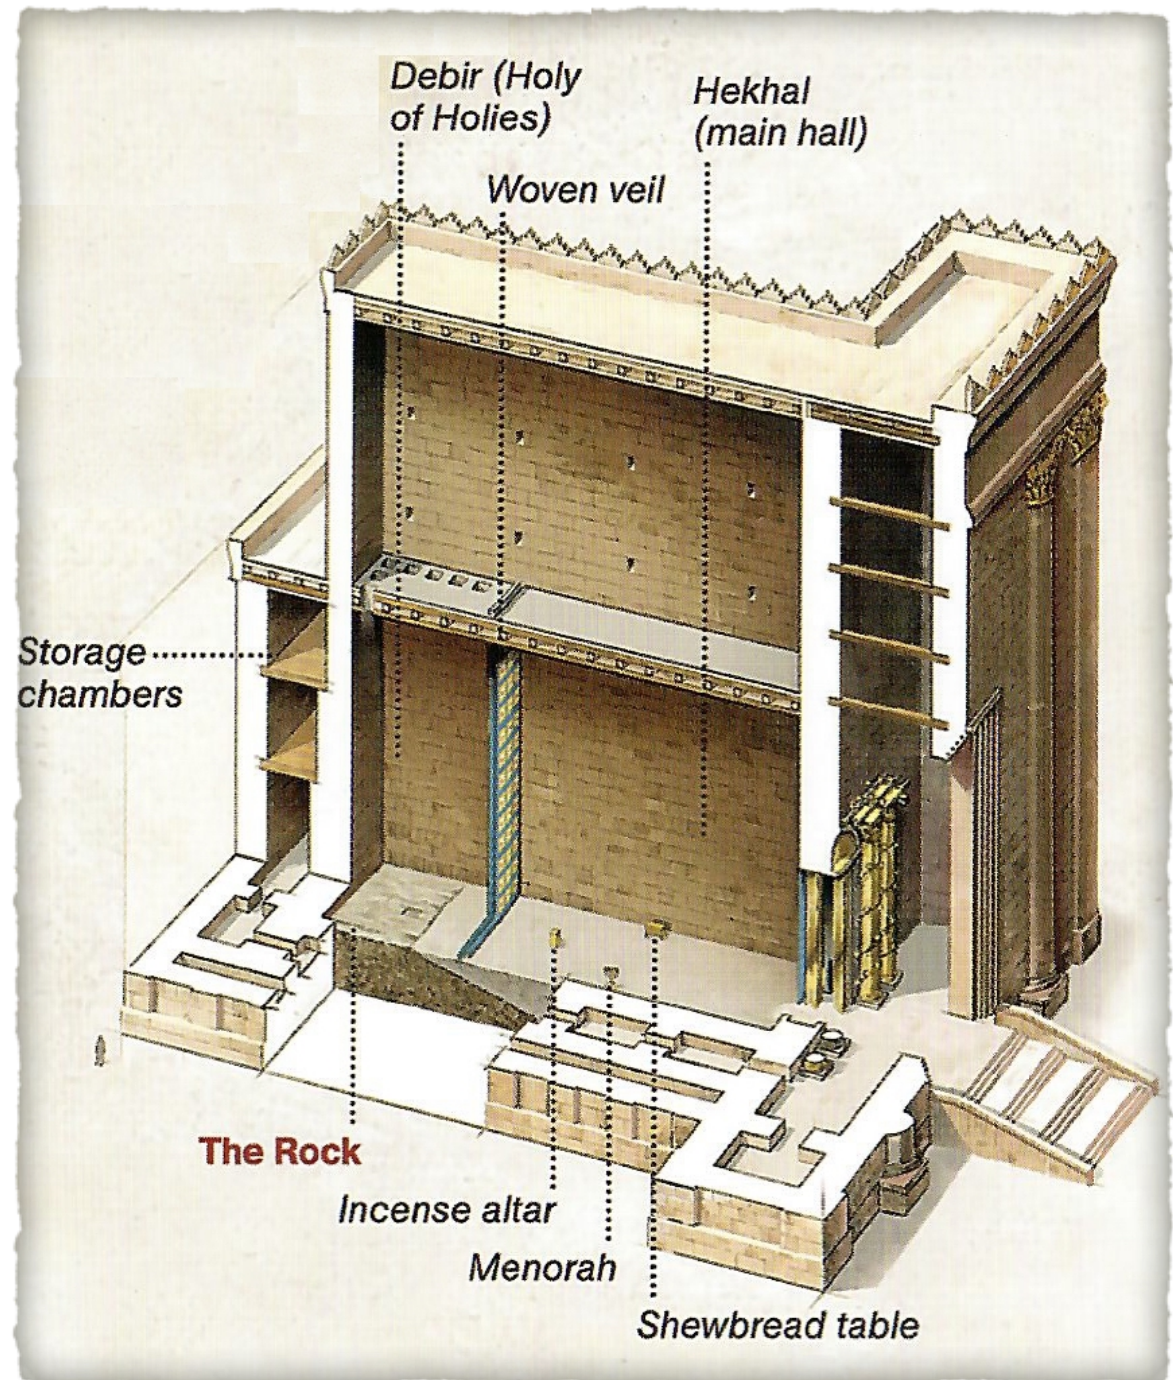 Debir (Holy
of Holies)
Hekhal
(main hall)
Woven veil
Storage
chambers
The Rock
Incense altar
Menorah
Shewbread table